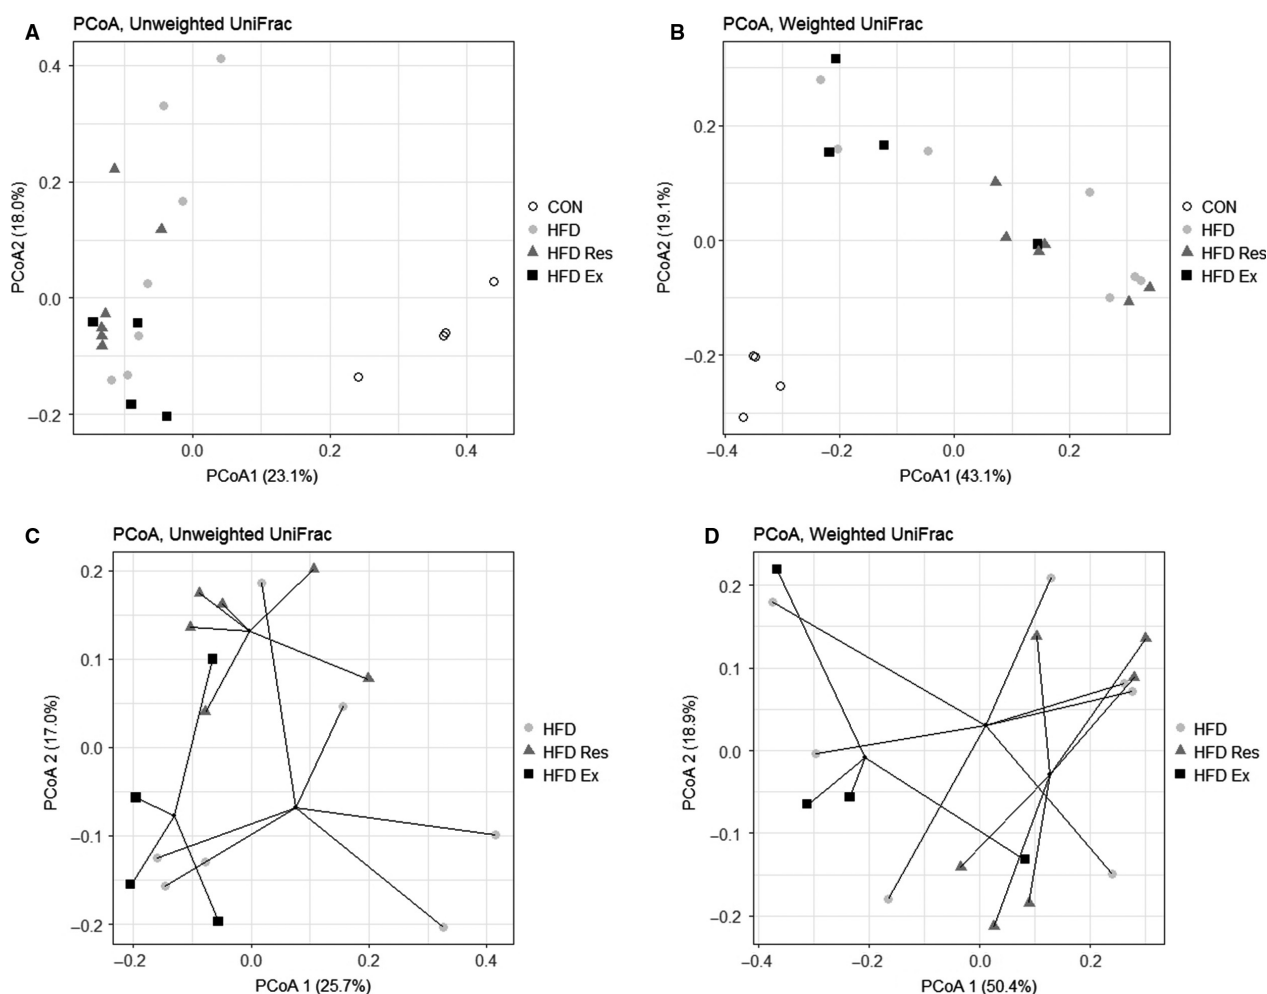 A
PCoA, Unweighted UniFrac
PCoA2 (18.0%)
0.4
0.2
0.0
−0.2
0.0
0.2
0.4
PCoA1 (23.1%)
CON
HFD
HFD Res
HFD Ex
B
PCoA, Weighted UniFrac
PCoA2 (19.1%)
0.2
0.0
−0.2
−0.4
−0.2
0.0
0.2
PCoA1 (43.1%)
CON
HFD
HFD Res
HFD Ex
C
PCoA, Unweighted UniFrac
PCoA 2 (17.0%)
0.2
0.1
0.0
−0.1
−0.2
−0.2
0.0
0.2
0.4
PCoA 1 (25.7%)
HFD
HFD Res
HFD Ex
D
PCoA, Weighted UniFrac
PCoA 2 (18.9%)
0.2
0.1
0.0
−0.1
−0.2
−0.4
−0.2
0.0
0.2
PCoA 1 (50.4%)
HFD
HFD Res
HFD Ex